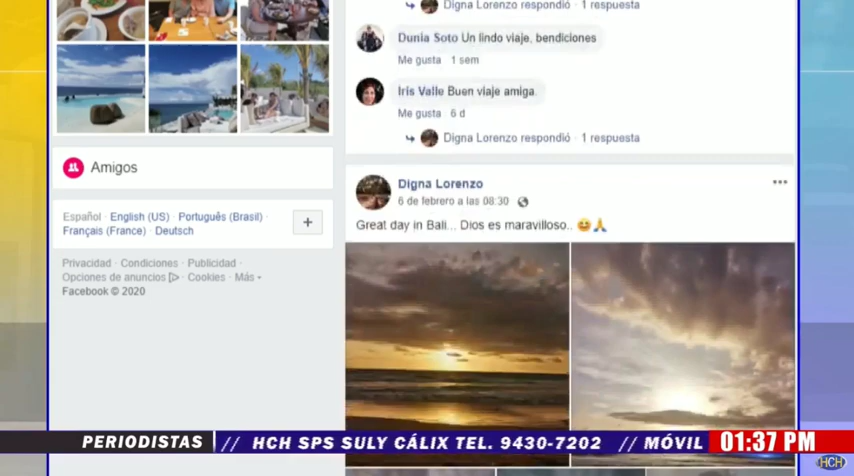 Digna Lorenzo respondió · 1 respuesta
Dunia Soto Un lindo viaje, bendiciones
Me gusta · 1 sem
Iris Valle Buen viaje amiga.
Me gusta · 6 d
Digna Lorenzo respondió · 1 respuesta
Amigos
Español · English (US) · Português (Brasil) ·
Français (France) · Deutsch
+
Privacidad · Condiciones · Publicidad ·
Opciones de anuncios · Cookies · Más
Facebook © 2020
Digna Lorenzo
6 de febrero a las 08:30
Great day in Bali... Dios es maravilloso.. 😆🙏
PERIODISTAS // HCH SPS SULY CÁLIX TEL. 9430-7202 // MÓVIL 01:37 PM
HCH